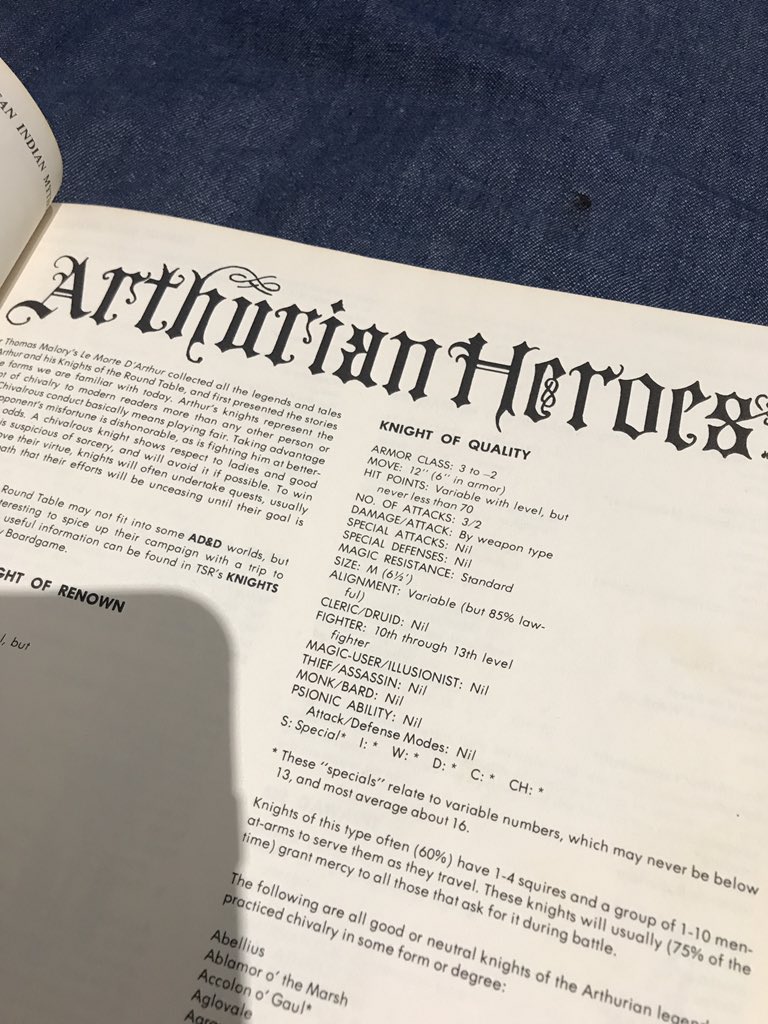 AN INDIAN
Arthurian Heroes
Thomas Malory's Le Morte D'Arthur collected all the legends and tales
Arthur and his Knights of the Round Table, and first presented the stories
forms we are familiar with today. Arthur's knights represent the
of chivalry to modern readers more than any other person or
Chivalrous conduct basically means playing fair. Taking advantage
opponent's misfortune is dishonorable, as is fighting him at better-
odds. A chivalrous knight shows respect to ladies and good
is suspicious of sorcery, and will avoid it if possible. To win
their virtue, knights will often undertake quests, usually
that their efforts will be unceasing until their goal is
Round Table may not fit into some AD&D worlds, but
to spice up their campaign with a trip to
useful information can be found in TSR's KNIGHTS
Boardgame.
GHT OF RENOWN
l, but
KNIGHT OF QUALITY
ARMOR CLASS: 3 to –2
MOVE: 12" (6" in armor)
HIT POINTS: Variable with level, but
never less than 70
NO. OF ATTACKS: 3/2
DAMAGE/ATTACK: By weapon type
SPECIAL ATTACKS: Nil
SPECIAL DEFENSES: Nil
MAGIC RESISTANCE: Standard
SIZE: M (6½')
ALIGNMENT: Variable (but 85% law-
ful)
CLERIC/DRUID: Nil
FIGHTER: 10th through 13th level
fighter
MAGIC-USER/ILLUSIONIST: Nil
THIEF/ASSASSIN: Nil
MONK/BARD: Nil
PSIONIC ABILITY: Nil
Attack/Defense Modes: Nil
S: Special* I: * W: * D: * C: * CH: *
* These "specials" relate to variable numbers, which may never be below
13, and most average about 16.
Knights of this type often (60%) have 1-4 squires and a group of 1-10 men-
at-arms to serve them as they travel. These knights will usually (75% of the
time) grant mercy to all those that ask for it during battle.
The following are all good or neutral knights of the Arthurian legend
practiced chivalry in some form or degree:
Abellius
Ablamor o' the Marsh
Accolon o' Gaul*
Aglovale